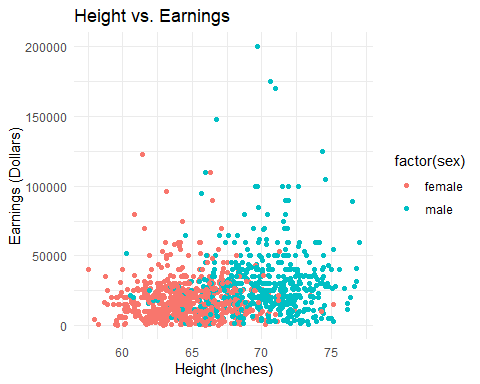 Height vs. Earnings
200000
150000
100000
50000
0
Earnings (Dollars)
60 65 70 75
Height (Inches)
factor(sex)
female
male